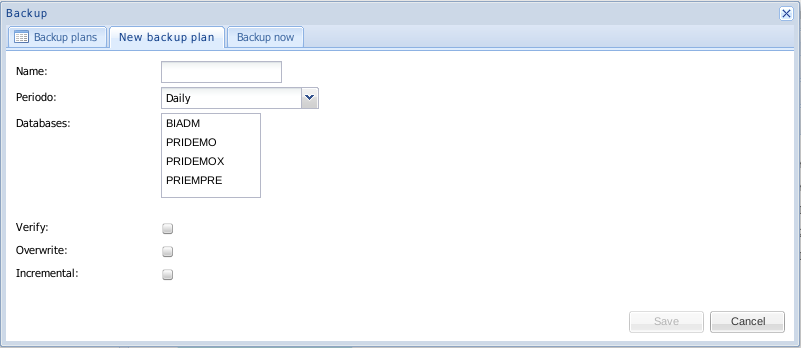 Backup
Backup plans New backup plan Backup now
Name:
Periodo: Daily
Databases: BIADM
PRIDEMO
PRIDEMOX
PRIEMPRE
Verify:
Overwrite:
Incremental:
Save Cancel